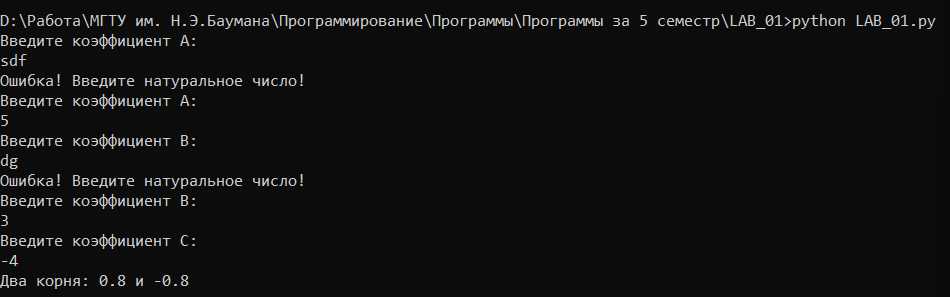 D:\Работа\МГТУ им. Н.Э.Баумана\Программирование\Программы\Программы за 5 семестр\LAB_01>python LAB_01.py
Введите коэффициент A:
sdf
Ошибка! Введите натуральное число!
Введите коэффициент A:
5
Введите коэффициент B:
dg
Ошибка! Введите натуральное число!
Введите коэффициент B:
3
Введите коэффициент C:
-4
Два корня: 0.8 и -0.8